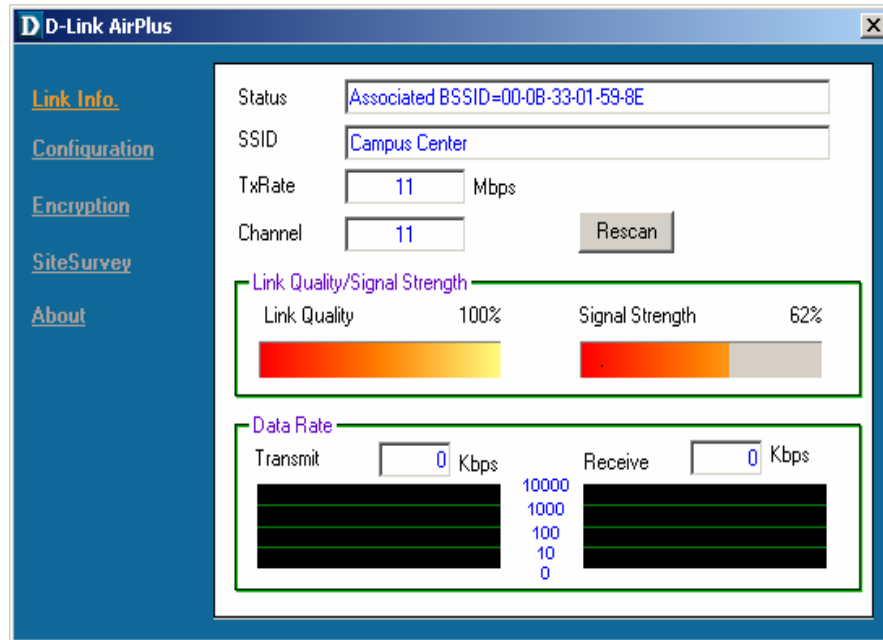 D D-Link AirPlus X
Link Info.
Configuration
Encryption
SiteSurvey
About
Status Associated BSSID=00-0B-33-01-59-8E
SSID Campus Center
TxRate 11 Mbps
Channel 11 Rescan
Link Quality/Signal Strength
Link Quality 100% Signal Strength 62%
Data Rate
Transmit 0 Kbps Receive 0 Kbps
10000
1000
100
10
0